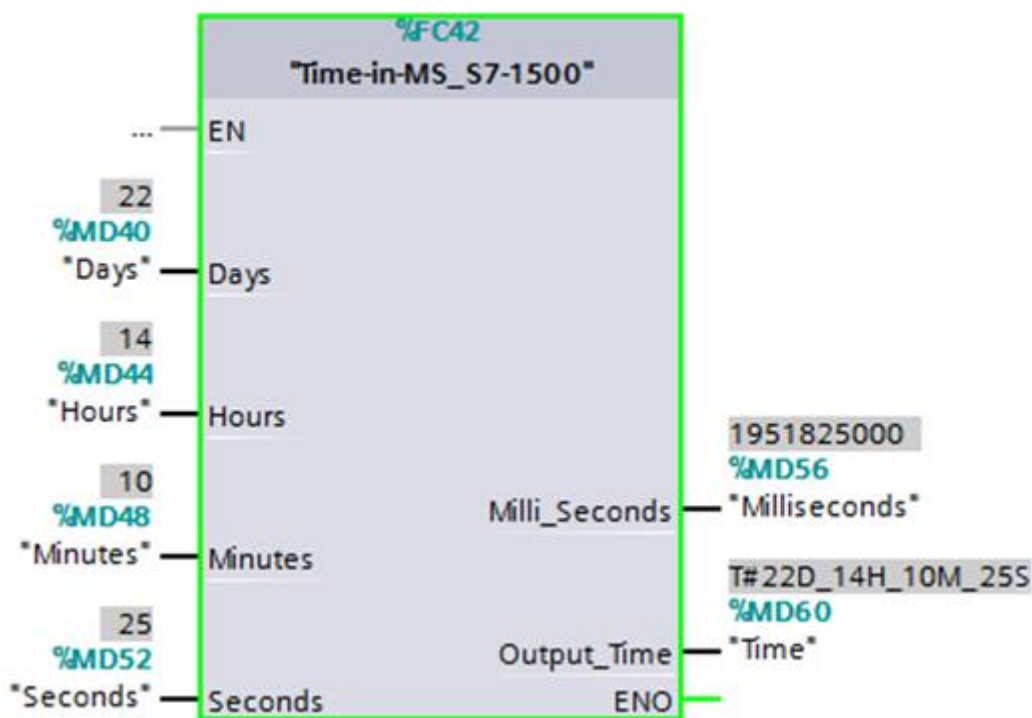 %FC42
"Time-in-MS_S7-1500"
... EN
22
%MD40
"Days" Days
14
%MD44
"Hours" Hours
10
%MD48
"Minutes" Minutes
25
%MD52
"Seconds" Seconds
1951825000
%MD56
Milli_Seconds "Milliseconds"
T#22D_14H_10M_25S
%MD60
Output_Time "Time"
ENO